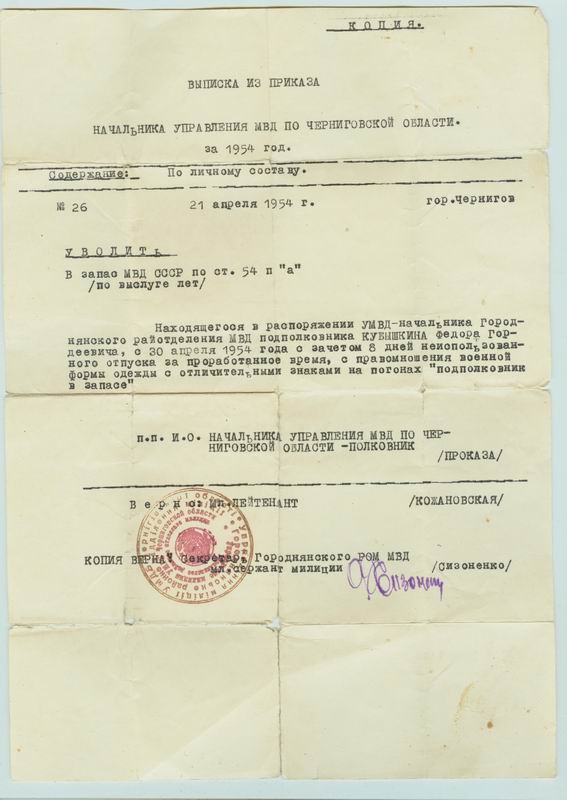 КОПИЯ.
ВЫПИСКА ИЗ ПРИКАЗА
НАЧАЛЬНИКА УПРАВЛЕНИЯ МВД ПО ЧЕРНИГОВСКОЙ ОБЛАСТИ.
за 1954 год.
Содержание: По личному составу.
№ 26 21 апреля 1954 г. гор.Чернигов
УВОЛИТЬ
В запас МВД СССР по ст. 54 п "а"
/по выслуге лет/
Находящегося в распоряжении УМВД-начальника Город-
нянского райотделения МВД подполковника КУБЫШКИНА Федора Гор-
деевича, с 30 апреля 1954 года с зачетом 8 дней неиспользован-
ного отпуска за проработанное время, с правомношения военной
формы одежды с отличительными знаками на погонах "подполковник
в запасе"
п.п. И.О. НАЧАЛЬНИКА УПРАВЛЕНИЯ МВД ПО ЧЕР-
НИГОВСКОЙ ОБЛАСТИ -ПОЛКОВНИК
/ПРОКАЗА/
Верно: Мл.ЛЕЙТЕНАНТ /КОЖАНОВСКАЯ/
КОПИЯ ВЕРНА: Секретарь Городнянского РОМ МВД
мл.сержант милиции /Сизоненко/